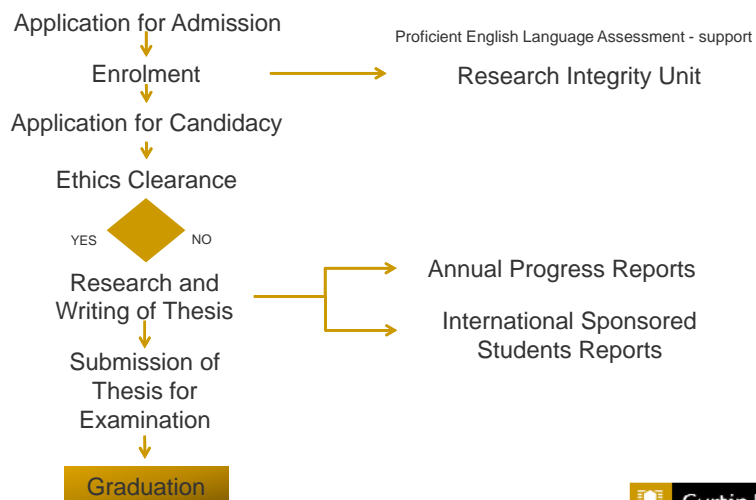 Application for Admission
Proficient English Language Assessment - support
Enrolment
Research Integrity Unit
Application for Candidacy
Ethics Clearance
YES
NO
Research and
Writing of Thesis
Annual Progress Reports
International Sponsored
Students Reports
Submission of
Thesis for
Examination
Graduation